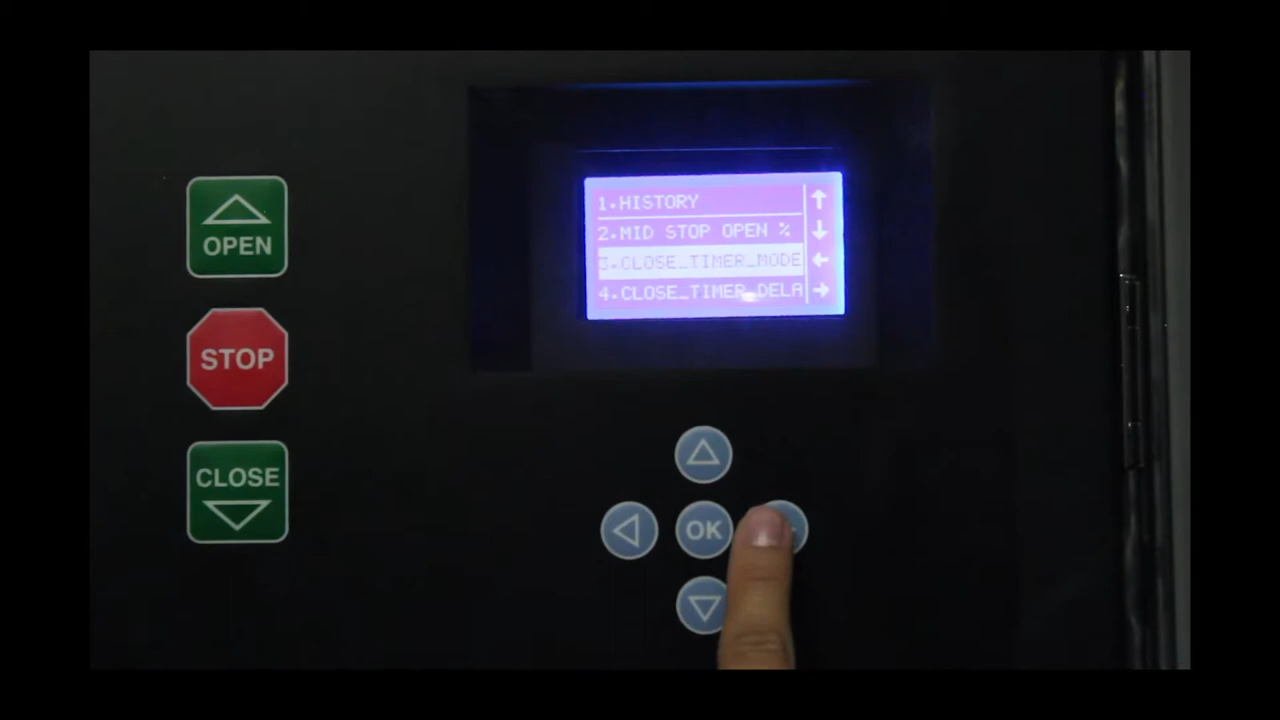 OPEN
STOP
CLOSE
1.HISTORY
2.MID STOP OPEN %
3.CLOSE_TIMER_MODE
4.CLOSE_TIMER_DELA
OK